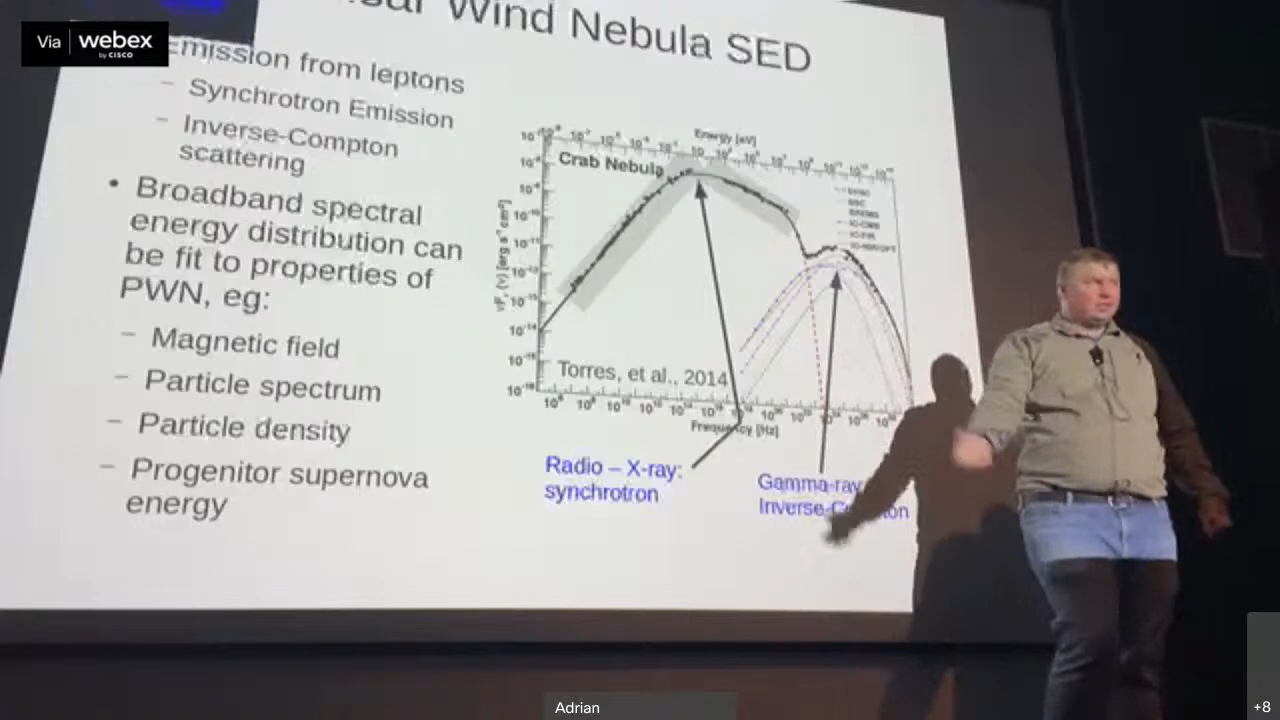 Via webex
by CISCO
Wind Nebula SED
Emission from leptons
– Synchrotron Emission
– Inverse-Compton
scattering
• Broadband spectral
energy distribution can
be fit to properties of
PWN, eg:
– Magnetic field
– Particle spectrum
– Particle density
– Progenitor supernova
energy
Energy [eV]
Crab Nebula
Torres, et al., 2014
Frequency [Hz]
Radio – X-ray:
synchrotron
Gamma-ray
Adrian
+8